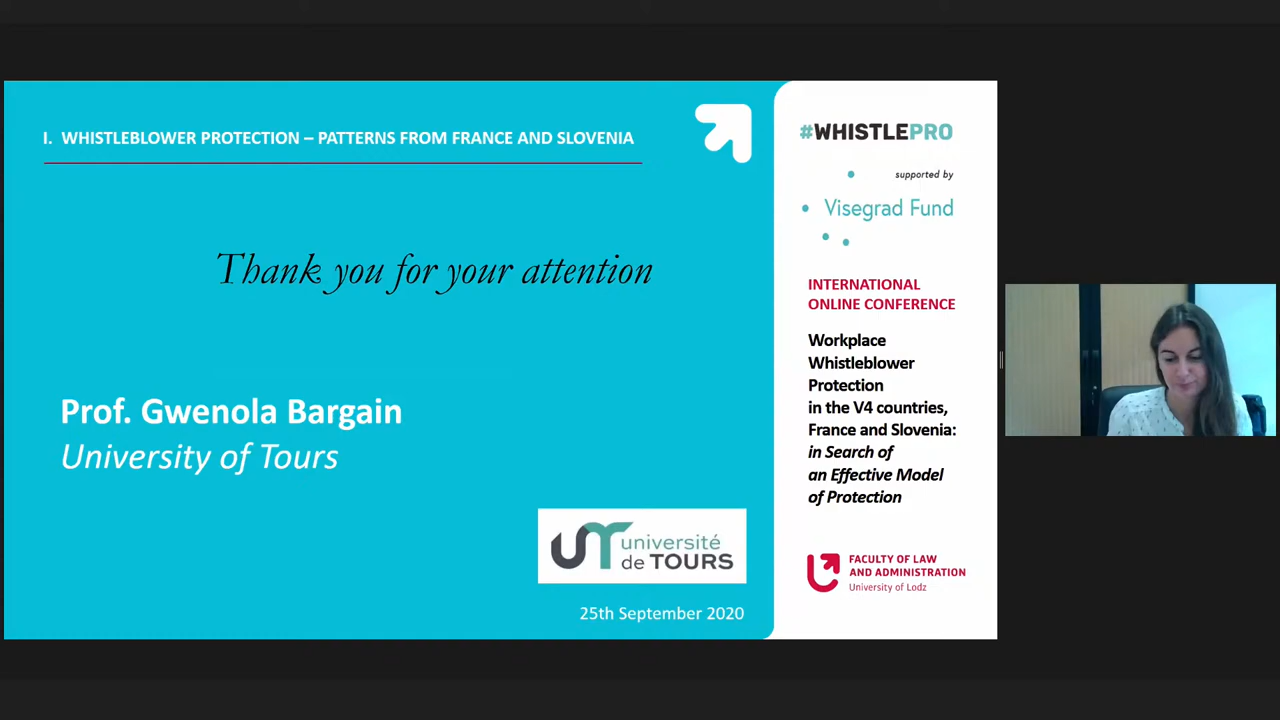 I. WHISTLEBLOWER PROTECTION – PATTERNS FROM FRANCE AND SLOVENIA
Thank you for your attention
Prof. Gwenola Bargain
University of Tours
université
de TOURS
25th September 2020
#WHISTLEPRO
supported by
Visegrad Fund
INTERNATIONAL
ONLINE CONFERENCE
Workplace
Whistleblower
Protection
in the V4 countries,
France and Slovenia:
in Search of
an Effective Model
of Protection
FACULTY OF LAW
AND ADMINISTRATION
University of Lodz